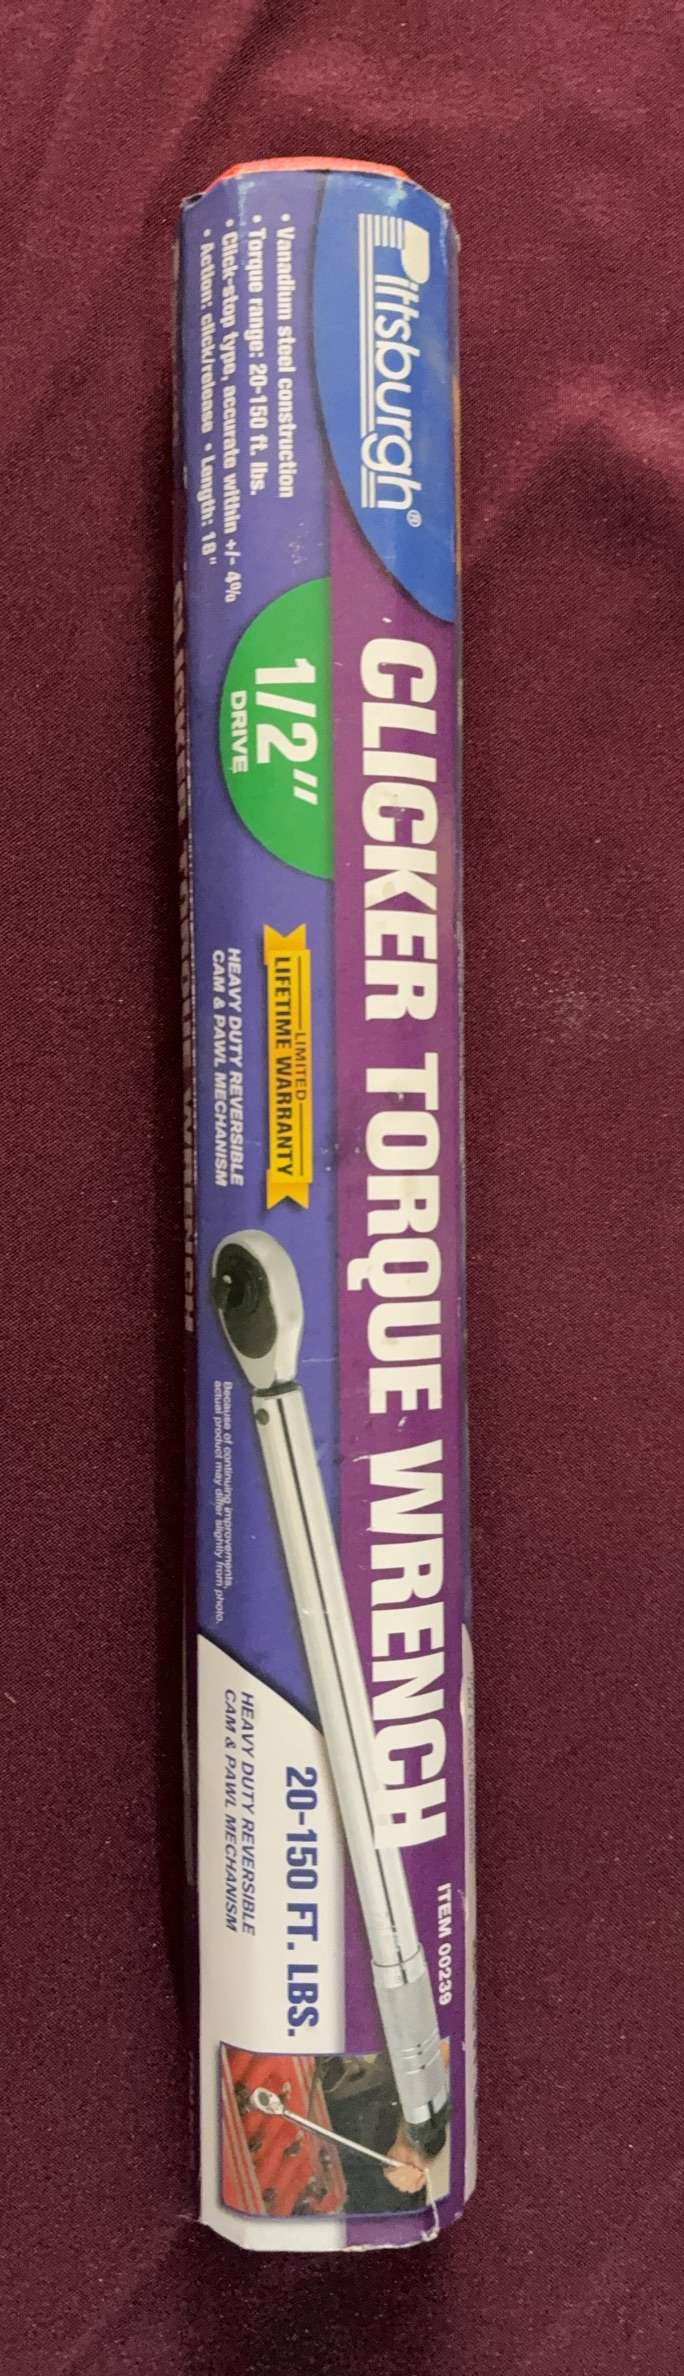 Pittsburgh®
CLICKER TORQUE WRENCH
ITEM 00239
• Vanadium steel construction
• Torque range: 20-150 ft. lbs.
• Click-stop type, accurate within +/- 4%
• Action: click/release • Length: 18"
1/2"
DRIVE
LIMITED
LIFETIME WARRANTY
HEAVY DUTY REVERSIBLE
CAM & PAWL MECHANISM
Because of continuing improvements,
actual product may differ slightly from photo.
20-150 FT. LBS.
HEAVY DUTY REVERSIBLE
CAM & PAWL MECHANISM
CLICKER TORQUE WRENCH